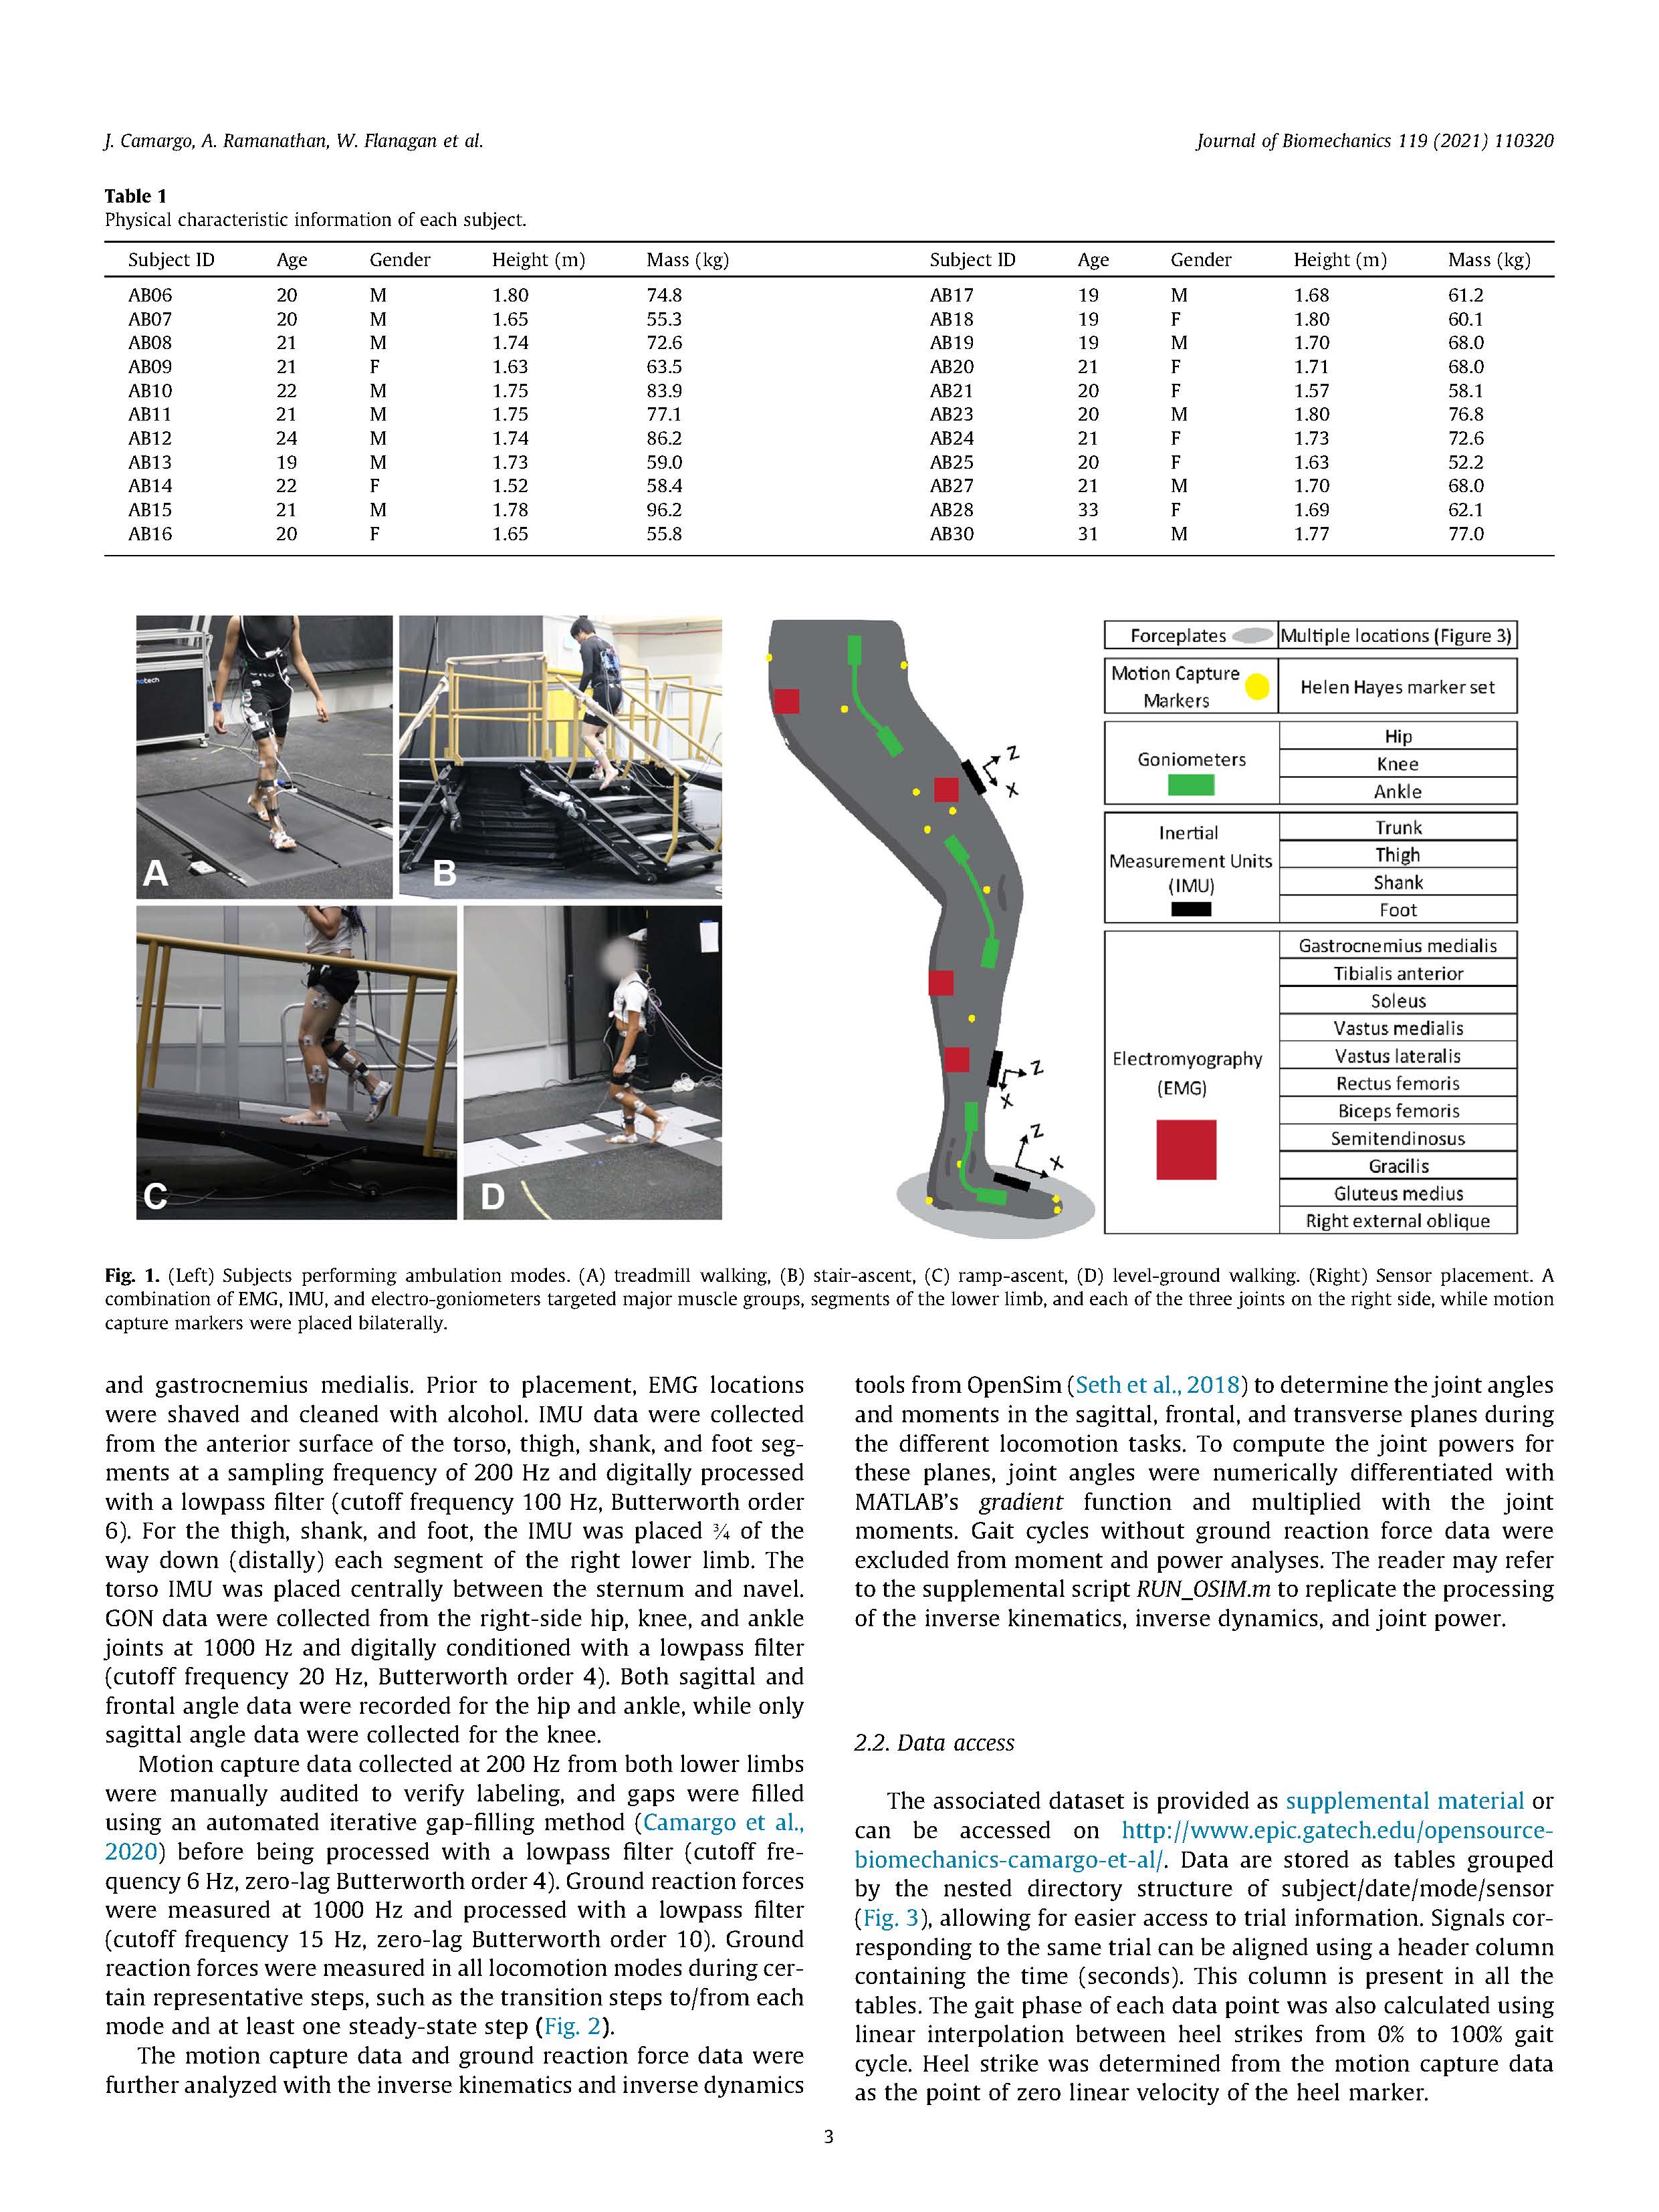 J. Camargo, A. Ramanathan, W. Flanagan et al.
Journal of Biomechanics 119 (2021) 110320
Table 1
Physical characteristic information of each subject.
Subject ID Age Gender Height (m) Mass (kg) Subject ID Age Gender Height (m) Mass (kg)
AB06 20 M 1.80 74.8 AB17 19 M 1.68 61.2
AB07 20 M 1.65 55.3 AB18 19 F 1.80 60.1
AB08 21 M 1.74 72.6 AB19 19 M 1.70 68.0
AB09 21 F 1.63 63.5 AB20 21 F 1.71 68.0
AB10 22 M 1.75 83.9 AB21 20 F 1.57 58.1
AB11 21 M 1.75 77.1 AB23 20 M 1.80 76.8
AB12 24 M 1.74 86.2 AB24 21 F 1.73 72.6
AB13 19 M 1.73 59.0 AB25 20 F 1.63 52.2
AB14 22 F 1.52 58.4 AB27 21 M 1.70 68.0
AB15 21 M 1.78 96.2 AB28 33 F 1.69 62.1
AB16 20 F 1.65 55.8 AB30 31 M 1.77 77.0
A
B
C
D
Z
X
Z
X
Z
X
Forceplates Multiple locations (Figure 3)
Motion Capture
Markers
Helen Hayes marker set
Goniometers
Hip
Knee
Ankle
Inertial
Measurement Units
(IMU)
Trunk
Thigh
Shank
Foot
Electromyography
(EMG)
Gastrocnemius medialis
Tibialis anterior
Soleus
Vastus medialis
Vastus lateralis
Rectus femoris
Biceps femoris
Semitendinosus
Gracilis
Gluteus medius
Right external oblique
Fig. 1. (Left) Subjects performing ambulation modes. (A) treadmill walking, (B) stair-ascent, (C) ramp-ascent, (D) level-ground walking. (Right) Sensor placement. A
combination of EMG, IMU, and electro-goniometers targeted major muscle groups, segments of the lower limb, and each of the three joints on the right side, while motion
capture markers were placed bilaterally.
and gastrocnemius medialis. Prior to placement, EMG locations
were shaved and cleaned with alcohol. IMU data were collected
from the anterior surface of the torso, thigh, shank, and foot seg-
ments at a sampling frequency of 200 Hz and digitally processed
with a lowpass filter (cutoff frequency 100 Hz, Butterworth order
6). For the thigh, shank, and foot, the IMU was placed ¾ of the
way down (distally) each segment of the right lower limb. The
torso IMU was placed centrally between the sternum and navel.
GON data were collected from the right-side hip, knee, and ankle
joints at 1000 Hz and digitally conditioned with a lowpass filter
(cutoff frequency 20 Hz, Butterworth order 4). Both sagittal and
frontal angle data were recorded for the hip and ankle, while only
sagittal angle data were collected for the knee.
Motion capture data collected at 200 Hz from both lower limbs
were manually audited to verify labeling, and gaps were filled
using an automated iterative gap-filling method (Camargo et al.,
2020) before being processed with a lowpass filter (cutoff fre-
quency 6 Hz, zero-lag Butterworth order 4). Ground reaction forces
were measured at 1000 Hz and processed with a lowpass filter
(cutoff frequency 15 Hz, zero-lag Butterworth order 10). Ground
reaction forces were measured in all locomotion modes during cer-
tain representative steps, such as the transition steps to/from each
mode and at least one steady-state step (Fig. 2).
The motion capture data and ground reaction force data were
further analyzed with the inverse kinematics and inverse dynamics
tools from OpenSim (Seth et al., 2018) to determine the joint angles
and moments in the sagittal, frontal, and transverse planes during
the different locomotion tasks. To compute the joint powers for
these planes, joint angles were numerically differentiated with
MATLAB's gradient function and multiplied with the joint
moments. Gait cycles without ground reaction force data were
excluded from moment and power analyses. The reader may refer
to the supplemental script RUN_OSIM.m to replicate the processing
of the inverse kinematics, inverse dynamics, and joint power.
2.2. Data access
The associated dataset is provided as supplemental material or
can be accessed on http://www.epic.gatech.edu/opensource-
biomechanics-camargo-et-al/. Data are stored as tables grouped
by the nested directory structure of subject/date/mode/sensor
(Fig. 3), allowing for easier access to trial information. Signals cor-
responding to the same trial can be aligned using a header column
containing the time (seconds). This column is present in all the
tables. The gait phase of each data point was also calculated using
linear interpolation between heel strikes from 0% to 100% gait
cycle. Heel strike was determined from the motion capture data
as the point of zero linear velocity of the heel marker.
3